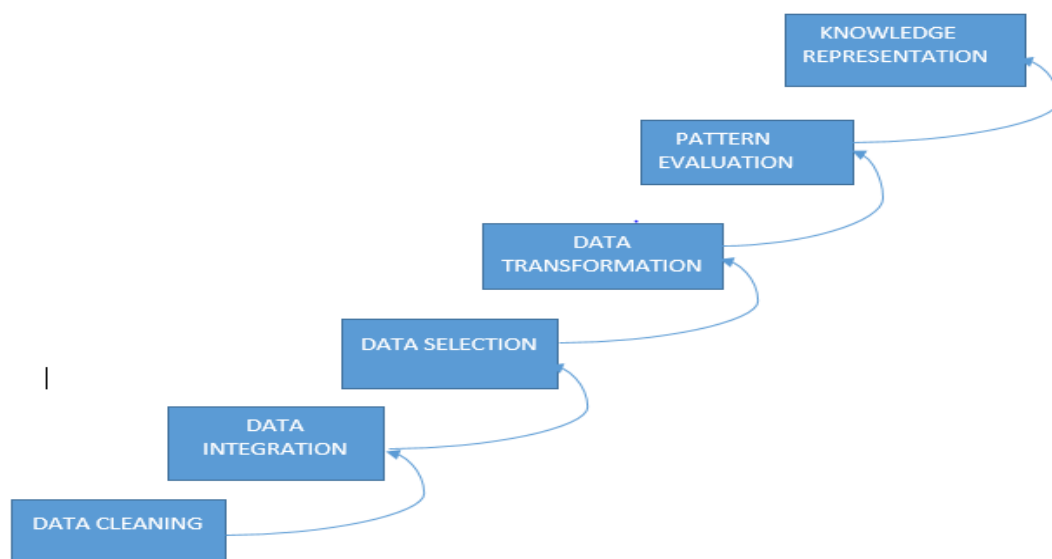 KNOWLEDGE
REPRESENTATION
PATTERN
EVALUATION
DATA
TRANSFORMATION
DATA SELECTION
DATA
INTEGRATION
DATA CLEANING